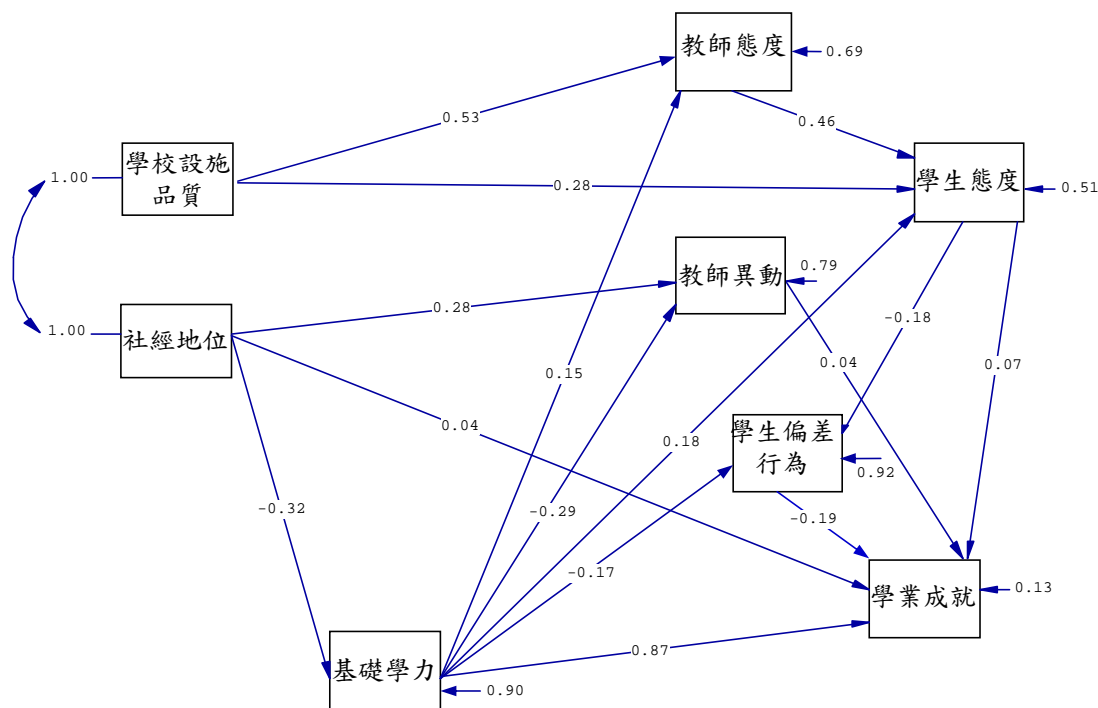 教師態度
0.69
0.53
0.46
學校設施
品質
1.00
0.28
學生態度
0.51
教師異動
0.79
0.28
-0.18
1.00
社經地位
0.15
0.04
0.07
0.04
0.18
學生偏差
行為
0.92
-0.32
-0.29
-0.19
-0.17
學業成就
0.13
基礎學力
0.87
0.90